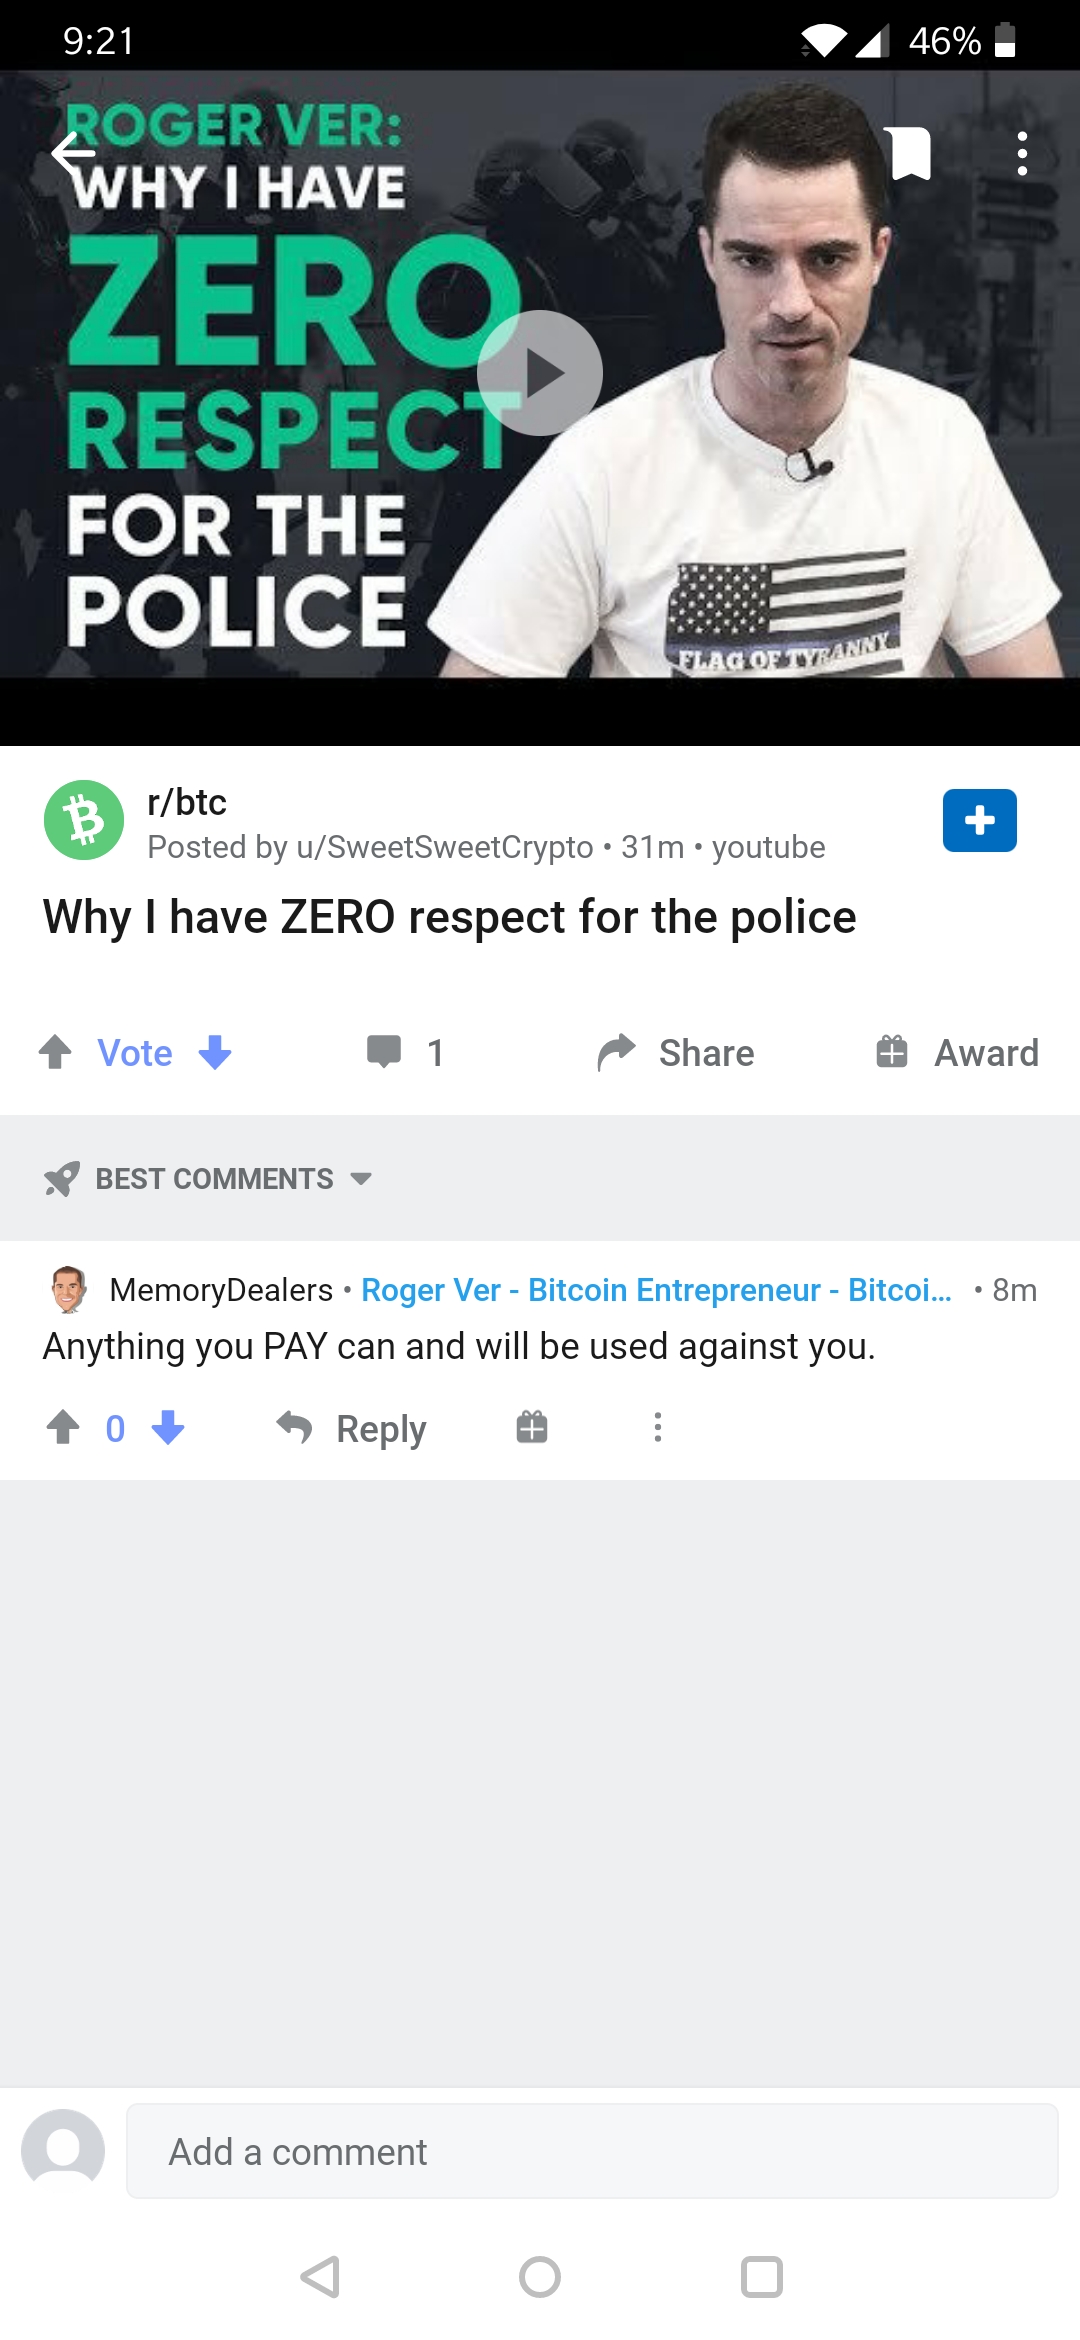 9:21
46%
ROGER VER:
WHY I HAVE
ZERO
RESPECT
FOR THE
POLICE
FLAG OF TYRANNY
r/btc
Posted by u/SweetSweetCrypto • 31m • youtube
Why I have ZERO respect for the police
Vote
1
Share
Award
BEST COMMENTS
MemoryDealers • Roger Ver - Bitcoin Entrepreneur - Bitcoi... • 8m
Anything you PAY can and will be used against you.
0
Reply
Add a comment